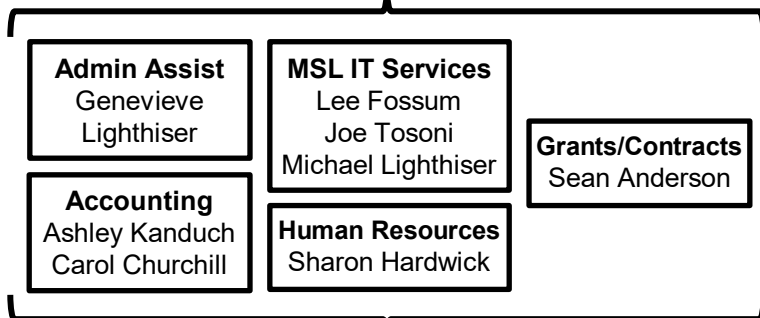 Admin Assist
Genevieve
Lighthiser
Accounting
Ashley Kanduch
Carol Churchill
MSL IT Services
Lee Fossum
Joe Tosoni
Michael Lighthiser
Human Resources
Sharon Hardwick
Grants/Contracts
Sean Anderson